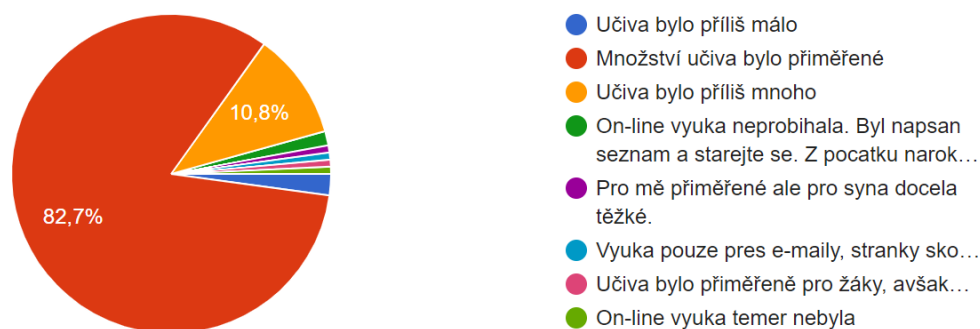 82,7%
10,8%
Učiva bylo příliš málo
Množství učiva bylo přiměřené
Učiva bylo příliš mnoho
On-line vyuka neprobihala. Byl napsan
seznam a starejte se. Z pocatku narok…
Pro mě přiměřené ale pro syna docela
těžké.
Vyuka pouze pres e-maily, stranky sko…
Učiva bylo přiměřeně pro žáky, avšak…
On-line vyuka temer nebyla